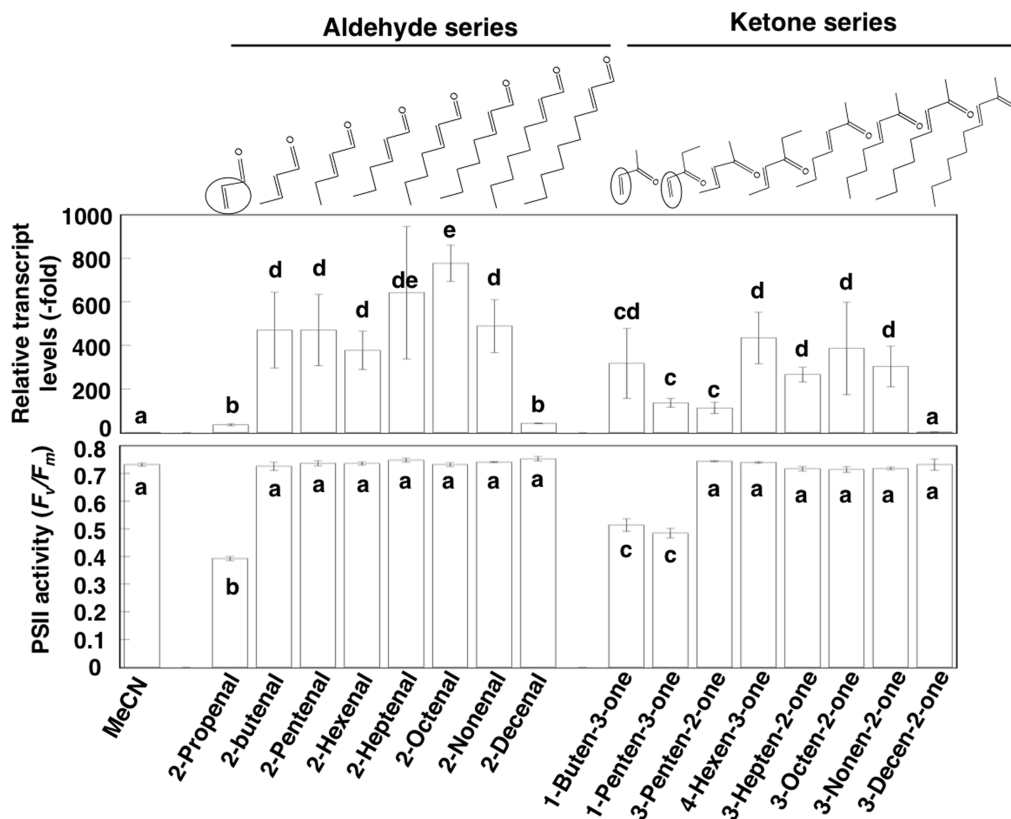 Aldehyde series
Ketone series
O O O O O O O O
O O O O O O O O
Relative transcript
levels (-fold)
1000
800
600
400
200
0
a
b
d
d
d
de
e
d
b
cd
c
c
d
d
d
d
a
PSII activity (Fv/Fm)
0.8
0.7
0.6
0.5
0.4
0.3
0.2
0.1
0
a
b
a
a
a
a
a
a
a
c
c
a
a
a
a
a
a
MeCN
2-Propenal
2-butenal
2-Pentenal
2-Hexenal
2-Heptenal
2-Octenal
2-Nonenal
2-Decenal
1-Buten-3-one
1-Penten-3-one
3-Penten-2-one
4-Hexen-3-one
3-Hepten-2-one
3-Octen-2-one
3-Nonen-2-one
3-Decen-2-one